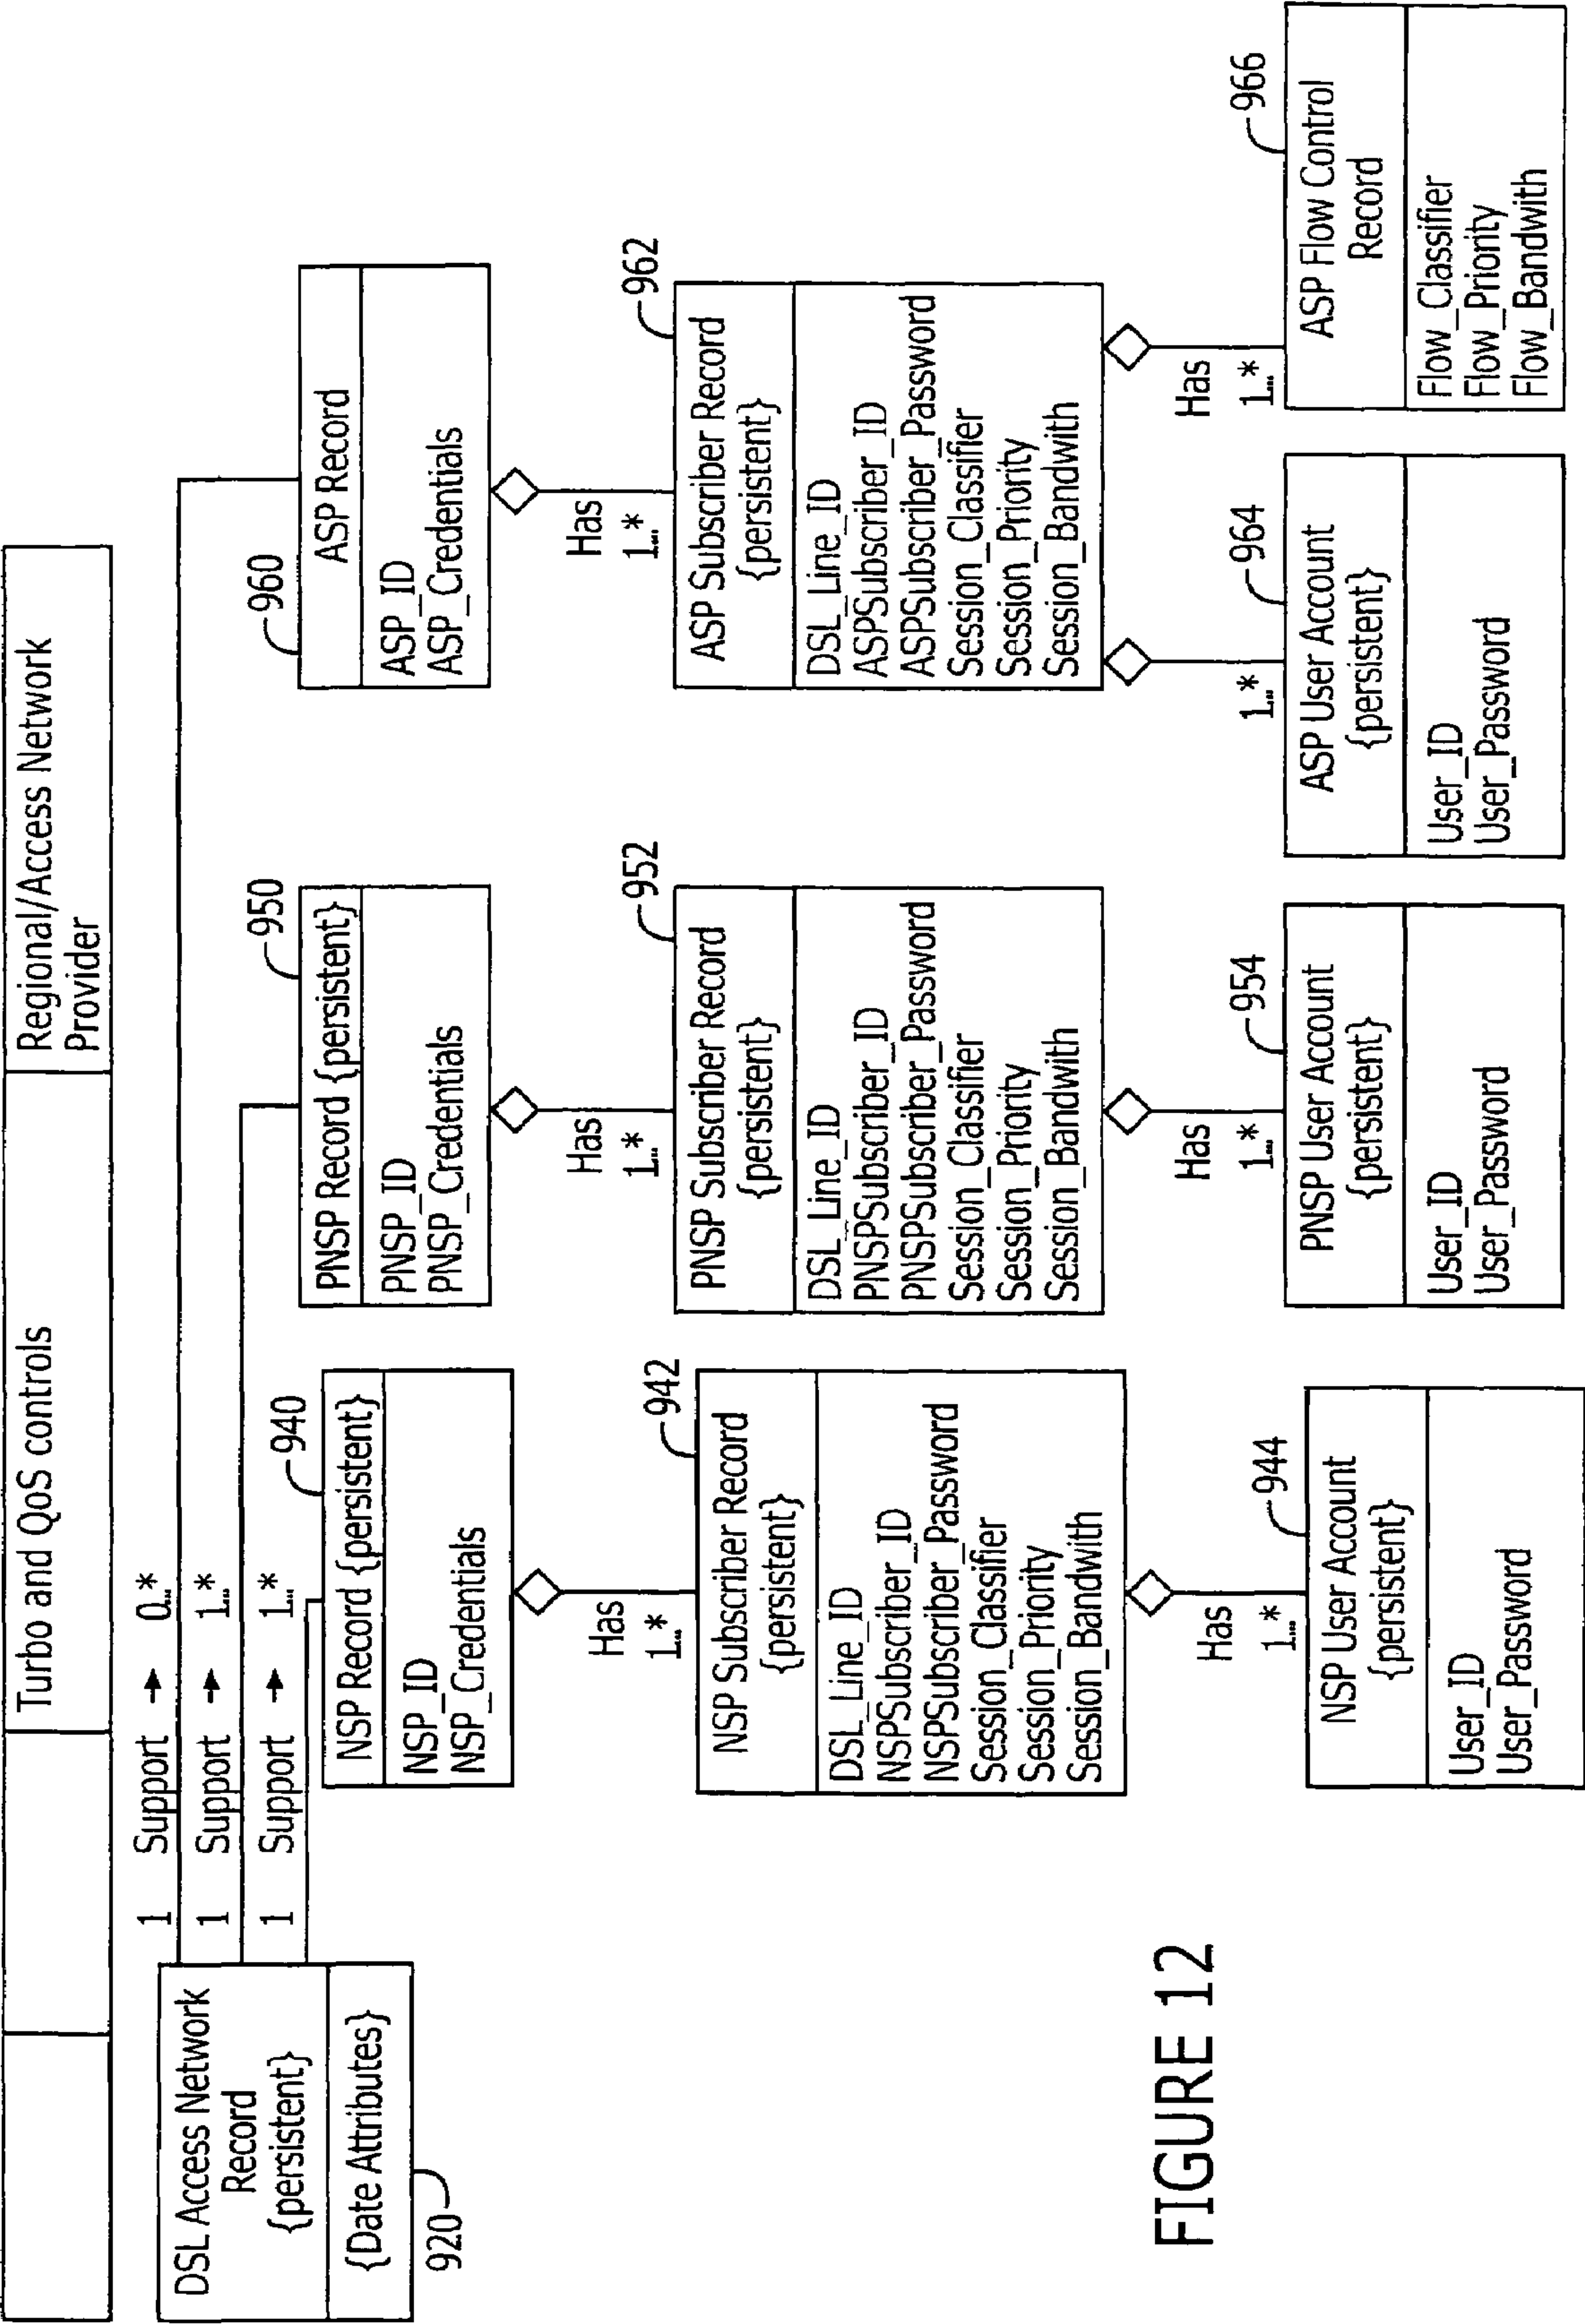 Turbo and QoS controls
Regional/Access Network
Provider
1 Support → 0..*
1 Support → 1..*
1 Support → 1..*
DSL Access Network
Record
{persistent}
{Date Attributes}
920
940
NSP Record {persistent}
NSP_ID
NSP_Credentials
Has
1..*
942
NSP Subscriber Record
{persistent}
DSL_Line_ID
NSPSubscriber_ID
NSPSubscriber_Password
Session_Classifier
Session_Priority
Session_Bandwith
Has
1..*
944
NSP User Account
{persistent}
User_ID
User_Password
950
PNSP Record {persistent}
PNSP_ID
PNSP_Credentials
Has
1..*
952
PNSP Subscriber Record
{persistent}
DSL_Line_ID
PNSPSubscriber_ID
PNSPSubscriber_Password
Session_Classifier
Session_Priority
Session_Bandwith
Has
1..*
954
PNSP User Account
{persistent}
User_ID
User_Password
960
ASP Record
ASP_ID
ASP_Credentials
Has
1..*
962
ASP Subscriber Record
{persistent}
DSL_Line_ID
ASPSubscriber_ID
ASPSubscriber_Password
Session_Classifier
Session_Priority
Session_Bandwith
1..*
964
ASP User Account
{persistent}
User_ID
User_Password
Has
1..*
966
ASP Flow Control
Record
Flow_Classifier
Flow_Priority
Flow_Bandwith
FIGURE 12